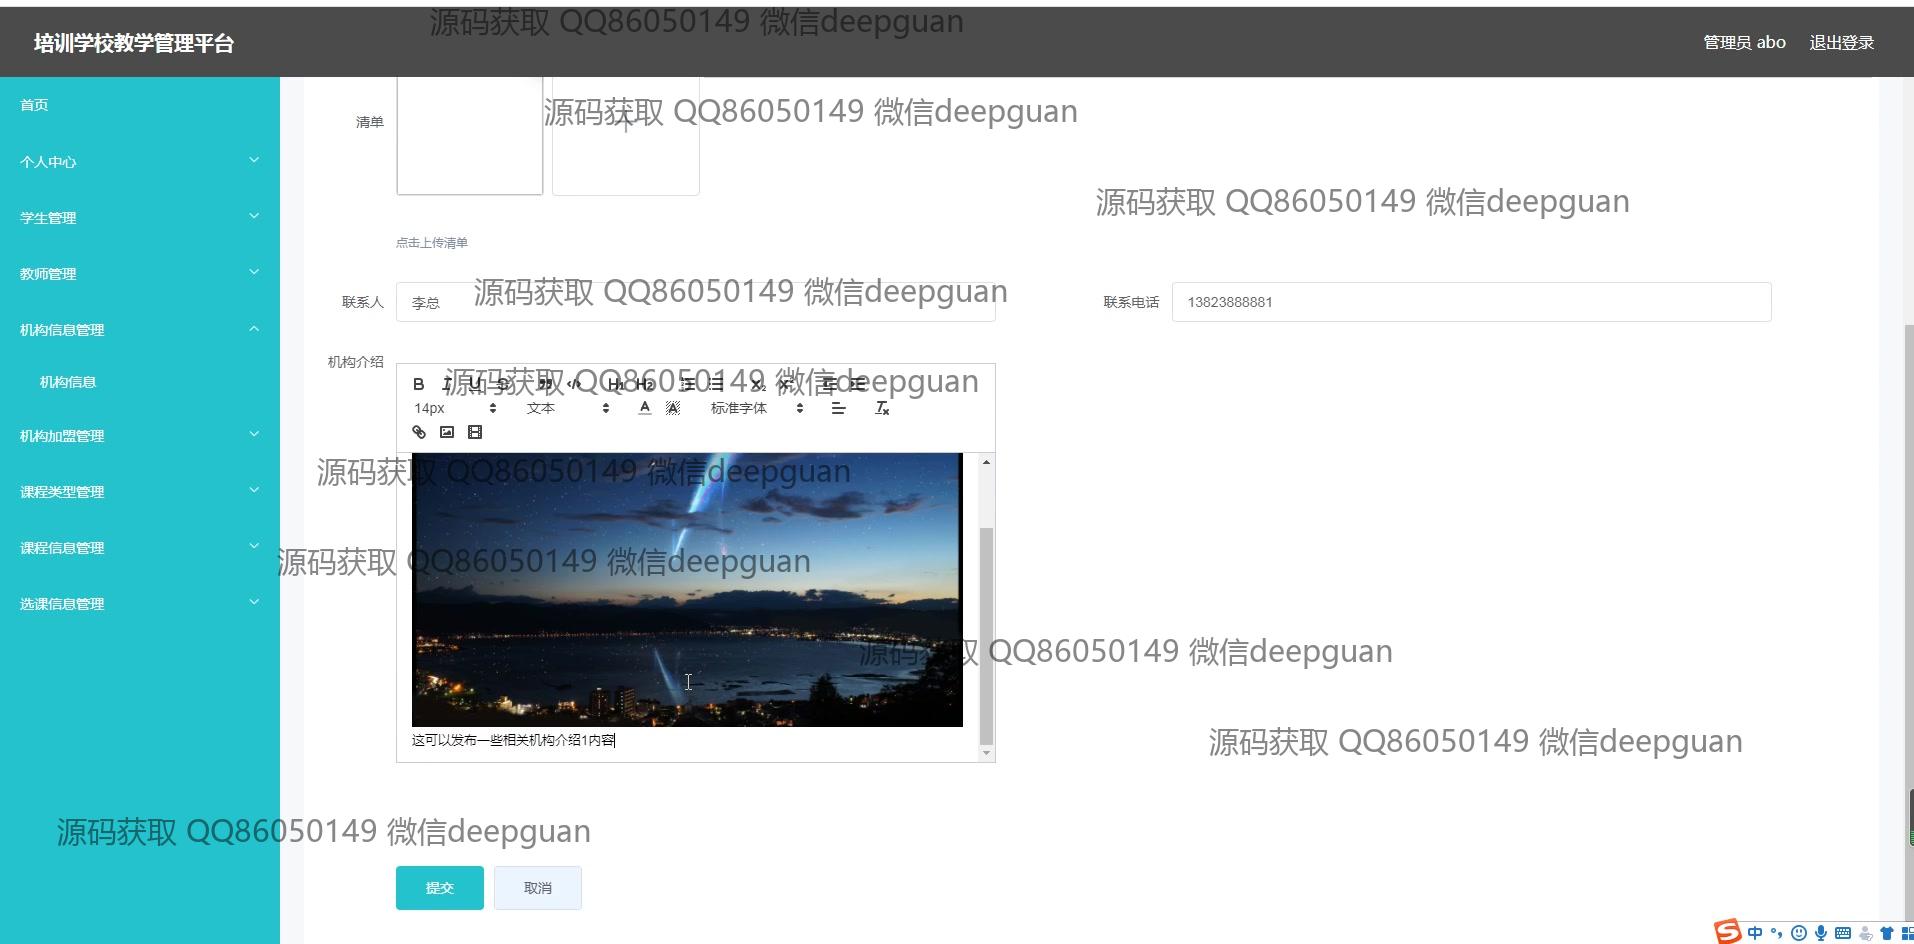 源码获取 QQ86050149 微信deepguan
培训学校教学管理平台
管理员 abo
退出登录
首页
源码获取 QQ86050149 微信deepguan
清单
个人中心
源码获取 QQ86050149 微信deepguan
学生管理
点击上传清单
教师管理
源码获取 QQ86050149 微信deepguan
联系人
李总
联系电话
13823888881
机构信息管理
机构介绍
机构信息
源码获取 QQ86050149 微信deepguan
B I U S H1 H2 X₂ X²
14px
文本
A A
标准字体
机构加盟管理
源码获取 QQ86050149 微信deepguan
课程类型管理
课程信息管理
源码获取 QQ86050149 微信deepguan
选课信息管理
源码获取 QQ86050149 微信deepguan
这可以发布一些相关机构介绍1内容
源码获取 QQ86050149 微信deepguan
源码获取 QQ86050149 微信deepguan
提交
取消
中